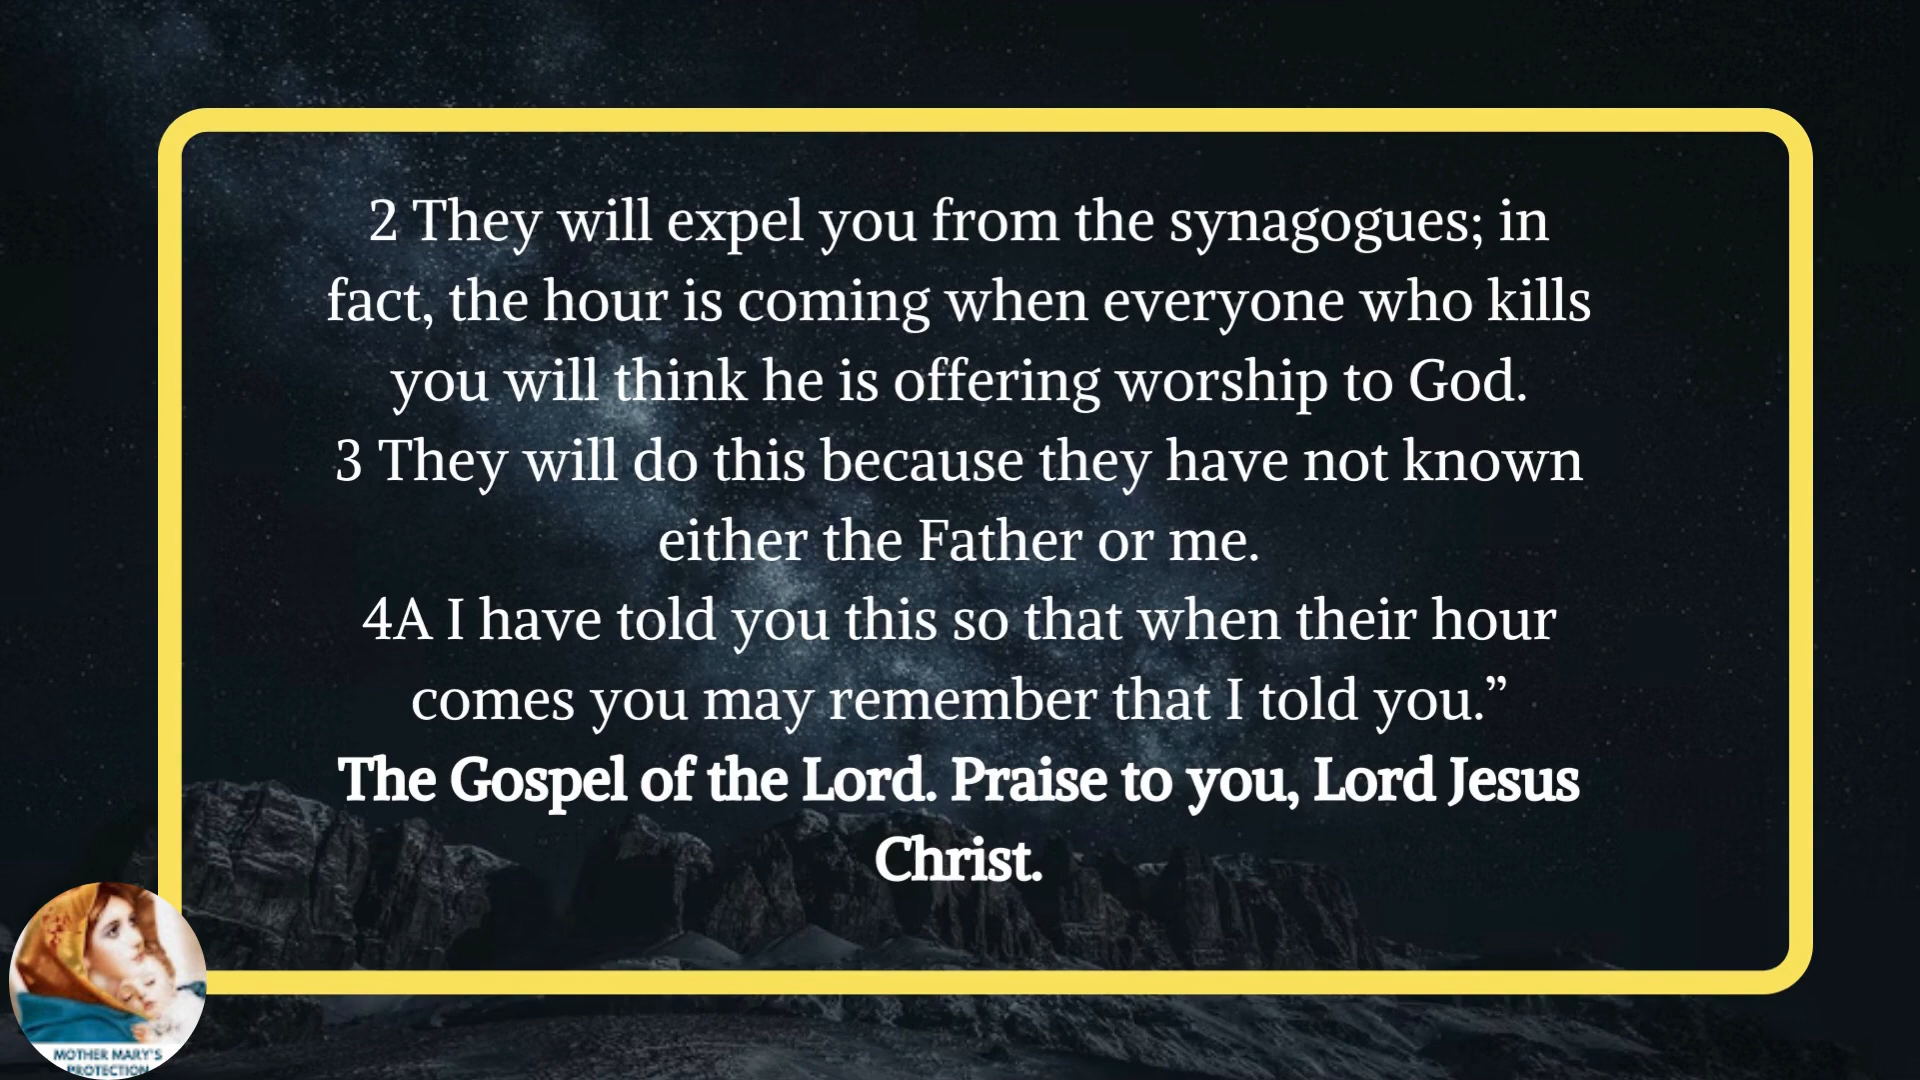 2 They will expel you from the synagogues; in
fact, the hour is coming when everyone who kills
you will think he is offering worship to God.
3 They will do this because they have not known
either the Father or me.
4A I have told you this so that when their hour
comes you may remember that I told you.”
The Gospel of the Lord. Praise to you, Lord Jesus
Christ.
MOTHER MARY'S
PROTECTION